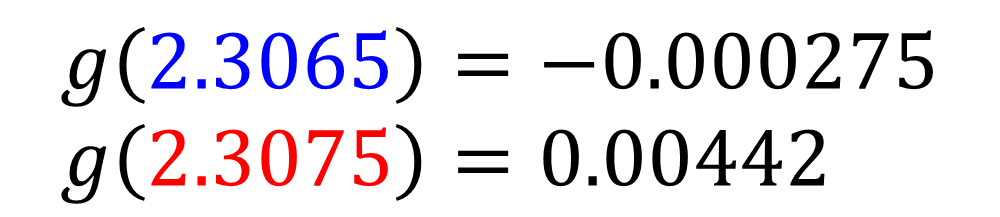 g(2.3065) = −0.000275
g(2.3075) = 0.00442